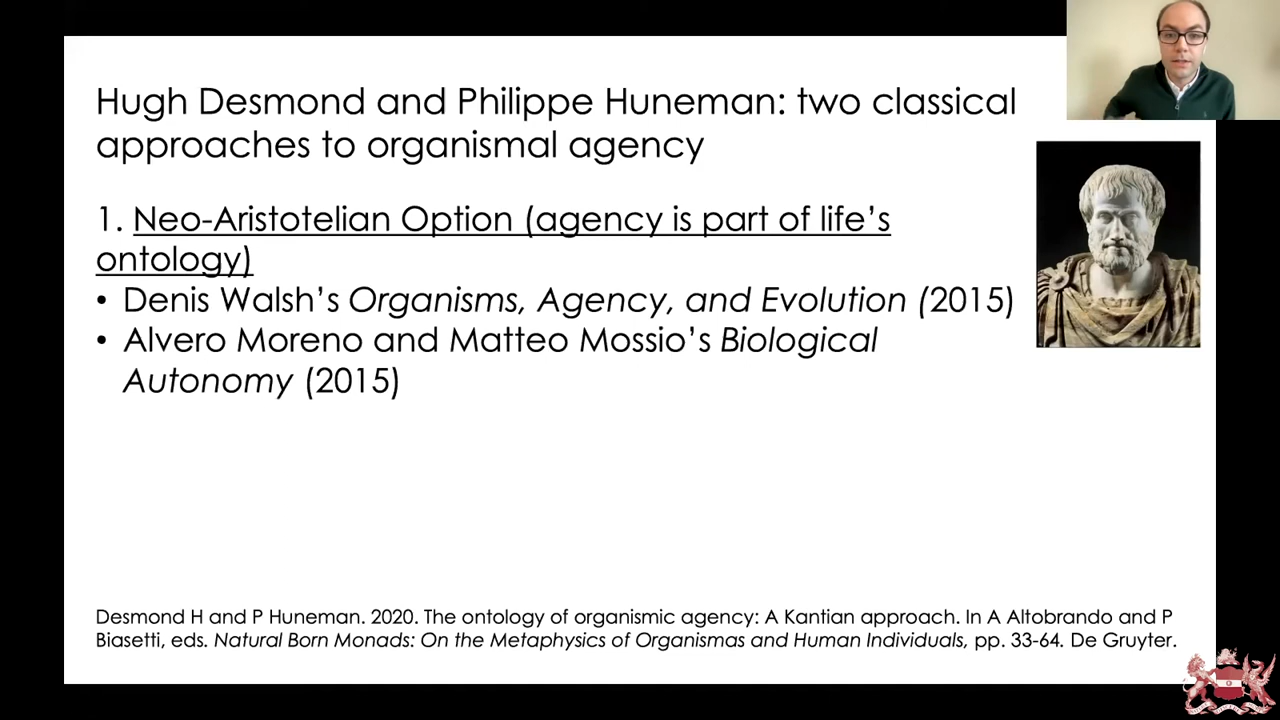 Hugh Desmond and Philippe Huneman: two classical
approaches to organismal agency
1. Neo-Aristotelian Option (agency is part of life’s
ontology)
• Denis Walsh’s Organisms, Agency, and Evolution (2015)
• Alvero Moreno and Matteo Mossio’s Biological
Autonomy (2015)
Desmond H and P Huneman. 2020. The ontology of organismic agency: A Kantian approach. In A Altobrando and P
Biasetti, eds. Natural Born Monads: On the Metaphysics of Organismas and Human Individuals, pp. 33-64. De Gruyter.